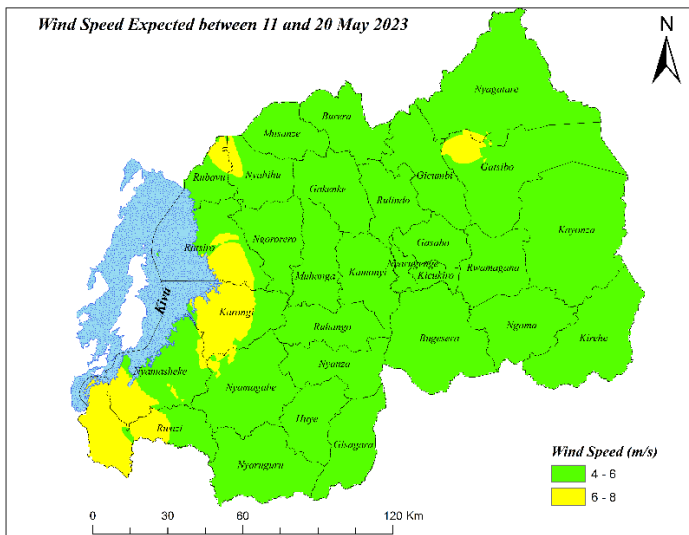 Wind Speed Expected between 11 and 20 May 2023
N
Nyagatare
Burera
Musanze
Gatsibo
Gicumbi
Nyabihu
Rubavu
Gakenke
Rulindo
Kayonza
Ngororero
Rutsiro
Gasabo
Nyarugenge
Kicukiro
Rwamagana
Muhanga
Kamonyi
Kivu
Karongi
Ruhango
Bugesera
Ngoma
Kirehe
Nyanza
Nyamasheke
Nyamagabe
Huye
Gisagara
Rusizi
Nyaruguru
Wind Speed (m/s)
4 - 6
6 - 8
0 30 60 120 Km